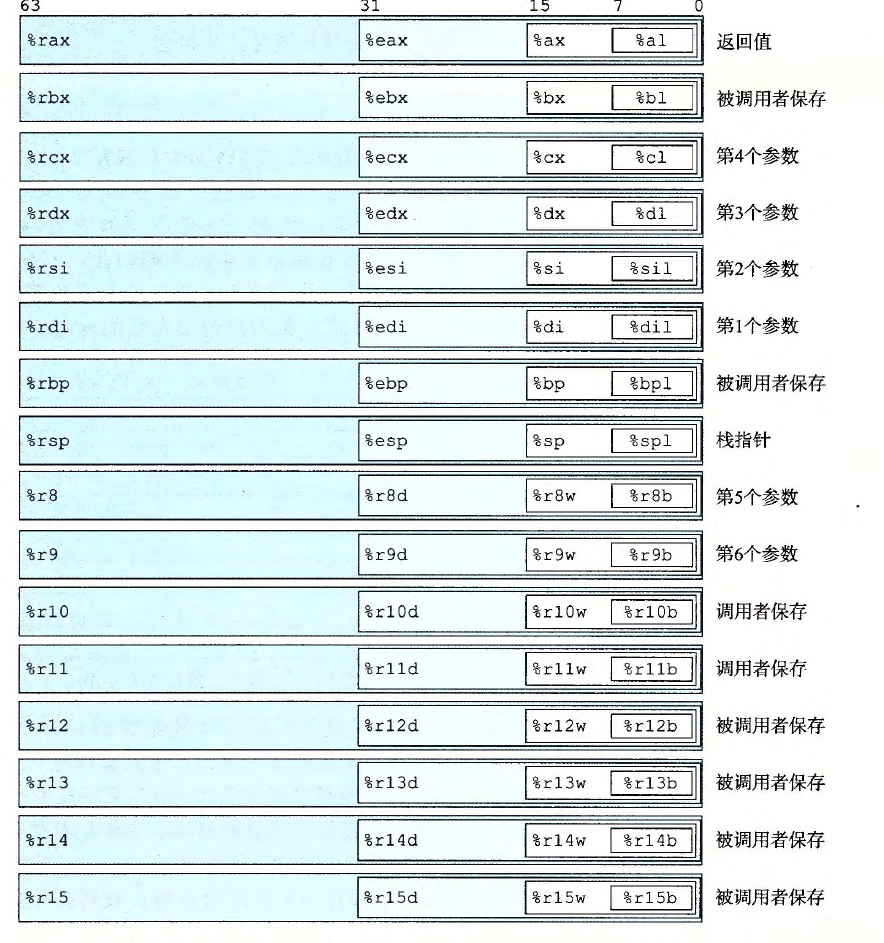 63 31 15 7 0
%rax %eax %ax %al 返回值
%rbx %ebx %bx %bl 被调用者保存
%rcx %ecx %cx %cl 第4个参数
%rdx %edx %dx %dl 第3个参数
%rsi %esi %si %sil 第2个参数
%rdi %edi %di %dil 第1个参数
%rbp %ebp %bp %bpl 被调用者保存
%rsp %esp %sp %spl 栈指针
%r8 %r8d %r8w %r8b 第5个参数
%r9 %r9d %r9w %r9b 第6个参数
%r10 %r10d %r10w %r10b 调用者保存
%r11 %r11d %r11w %r11b 调用者保存
%r12 %r12d %r12w %r12b 被调用者保存
%r13 %r13d %r13w %r13b 被调用者保存
%r14 %r14d %r14w %r14b 被调用者保存
%r15 %r15d %r15w %r15b 被调用者保存